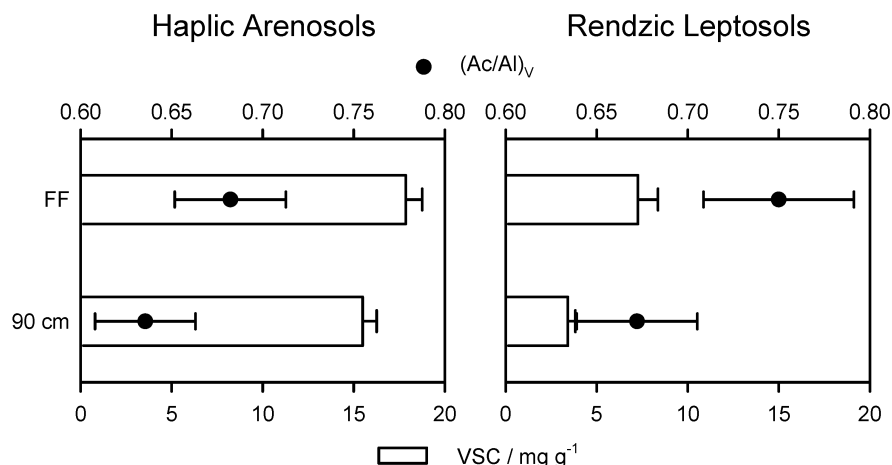 Haplic Arenosols Rendzic Leptosols
(Ac/Al)V
0.60 0.65 0.70 0.75 0.80 0.60 0.65 0.70 0.75 0.80
FF
90 cm
0 5 10 15 20 0 5 10 15 20
VSC / mg g-1